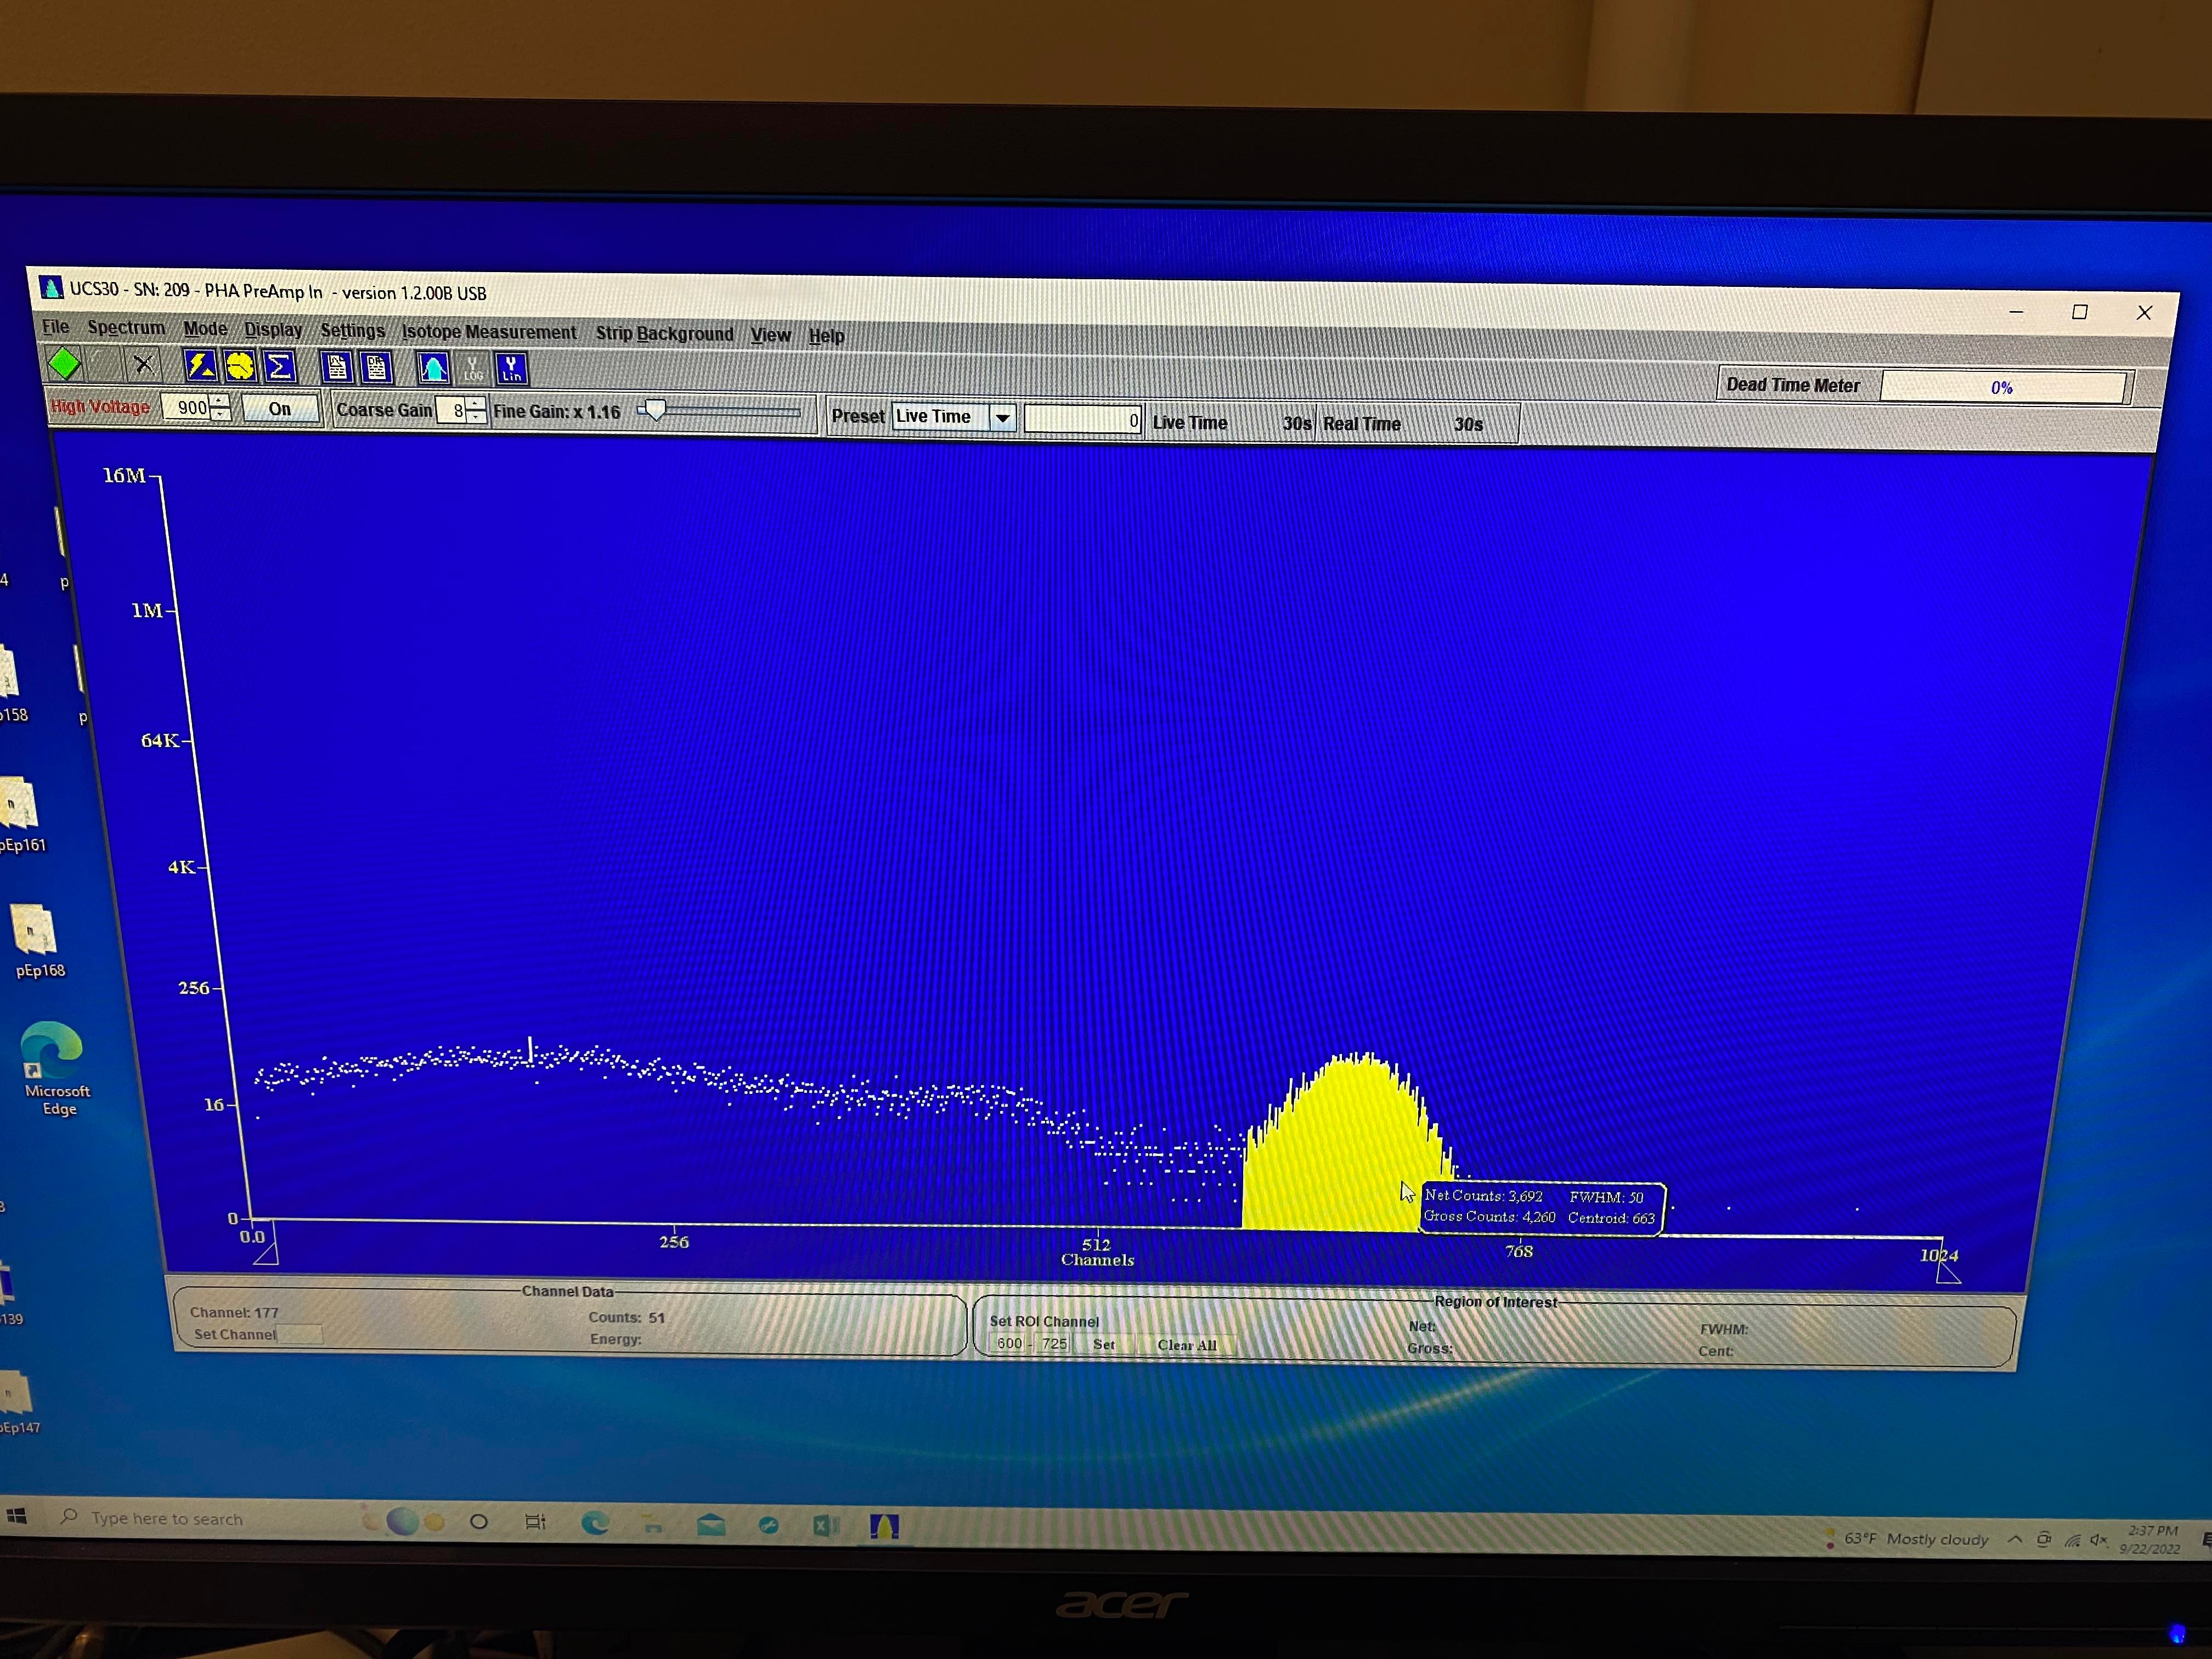 UCS30 - SN: 209 - PHA PreAmp In - version 1.2.00B USB
File Spectrum Mode Display Settings Isotope Measurement Strip Background View Help
Y LOG
Y Lin
Dead Time Meter 0%
High Voltage 900 On Coarse Gain 8 Fine Gain: x 1.16 Preset Live Time 0 Live Time 30s Real Time 30s
16M
1M
64K
4K
256
16
0
0.0 256 512 768 1024
Channels
Net Counts: 3,692 FWHM: 50
Gross Counts: 4,260 Centroid: 663
Channel Data
Channel: 177 Counts: 51
Set Channel Energy:
Region of Interest
Set ROI Channel Net: FWHM:
600 - 725 Set Clear All Gross: Cent:
4
p
158
p
pEp161
pEp168
Microsoft
Edge
139
pEp147
Type here to search
63°F Mostly cloudy
2:37 PM
9/22/2022
acer